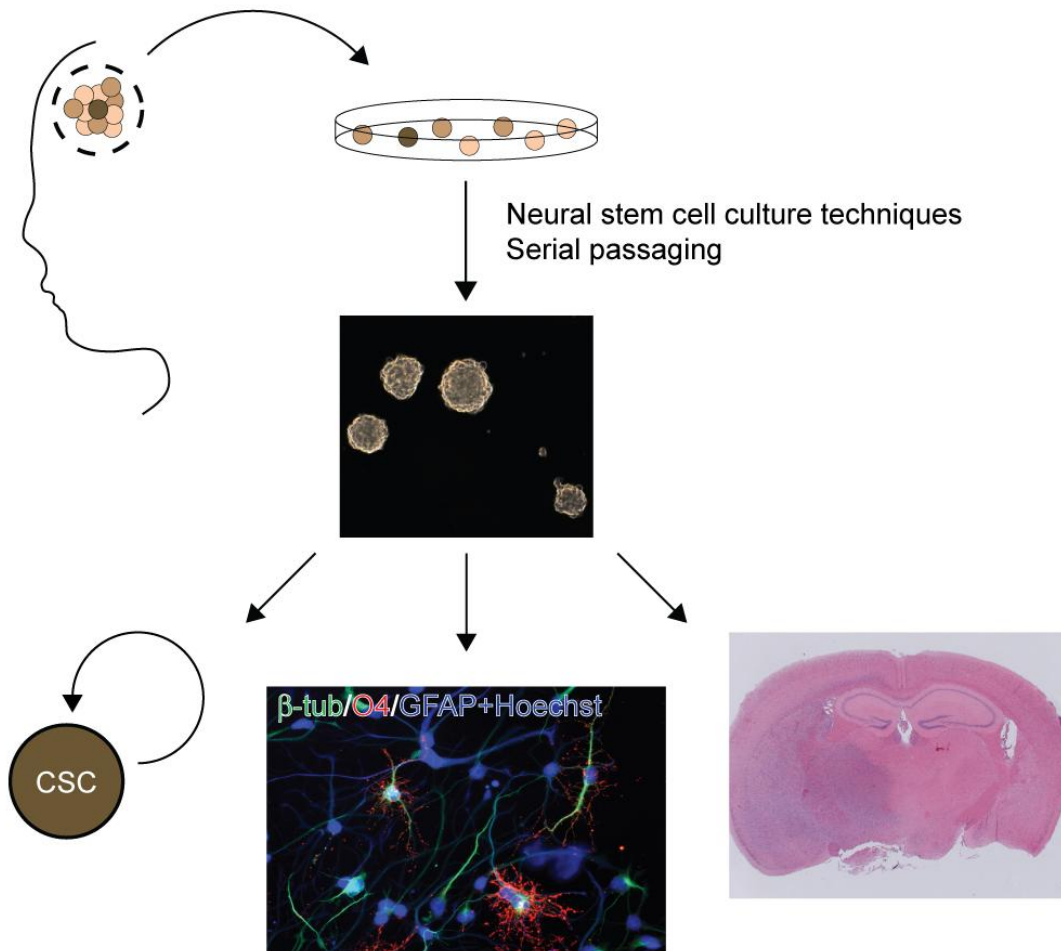 Neural stem cell culture techniques
Serial passaging
β-tub/O4/GFAP+Hoechst
CSC